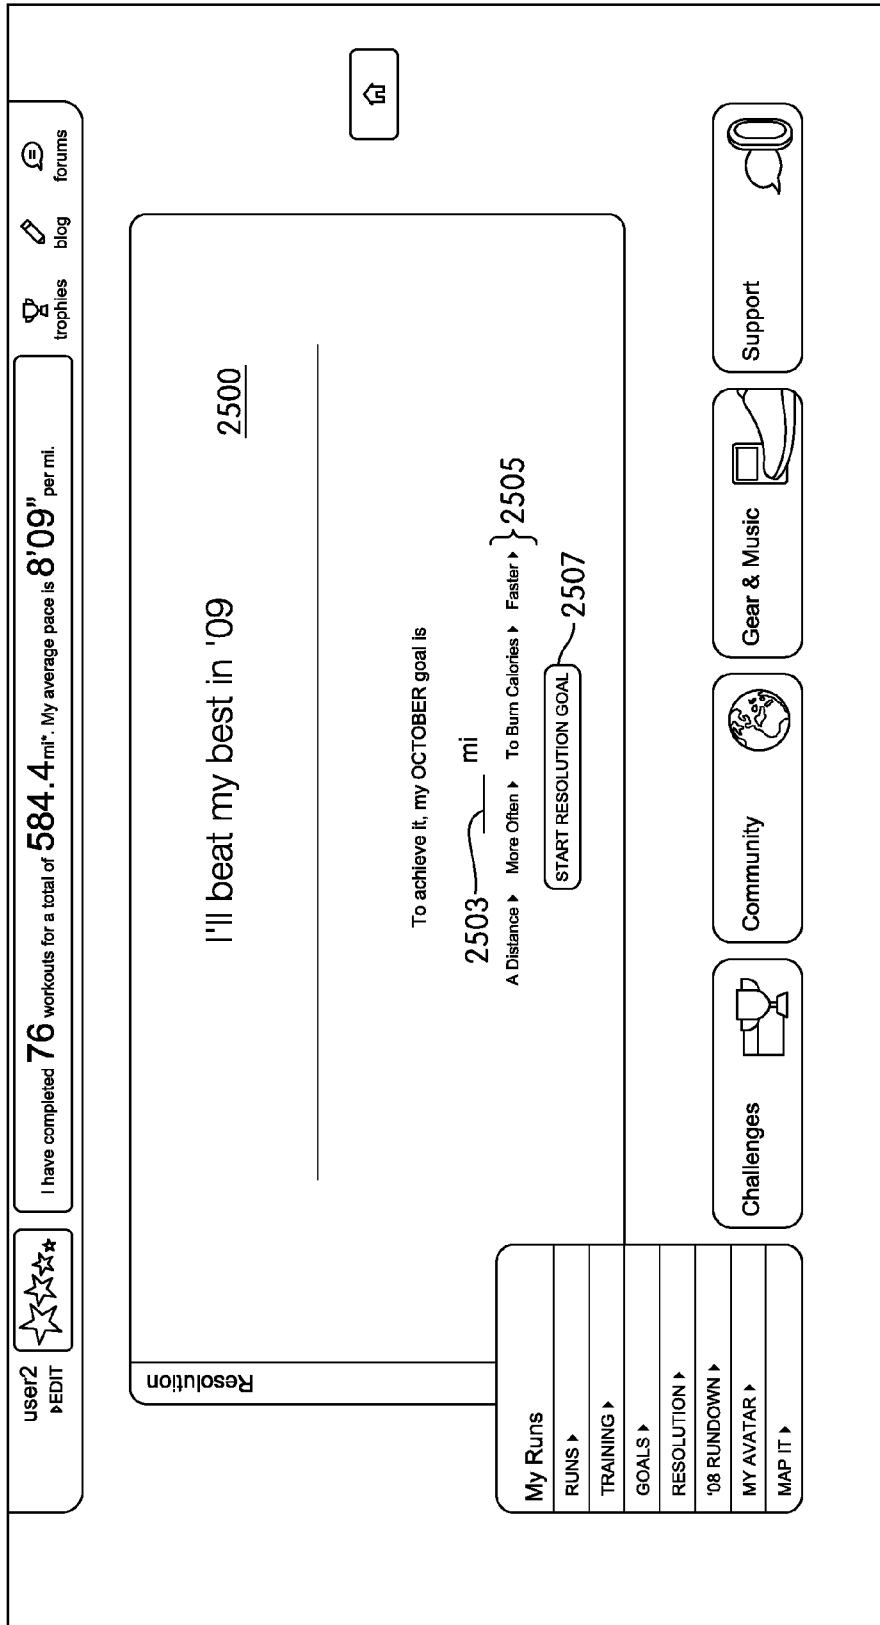 user2
▷EDIT
I have completed 76 workouts for a total of 584.4 mi*. My average pace is 8'09" per mi.
trophies
blog
forums
Resolution
I'll beat my best in '09
2500
To achieve it, my OCTOBER goal is
2503
mi
A Distance ▶ More Often ▶ To Burn Calories ▶ Faster ▶
2505
START RESOLUTION GOAL
2507
My Runs
RUNS ▶
TRAINING ▶
GOALS ▶
RESOLUTION ▶
'08 RUNDOWN ▶
MY AVATAR ▶
MAP IT ▶
Challenges
Community
Gear & Music
Support